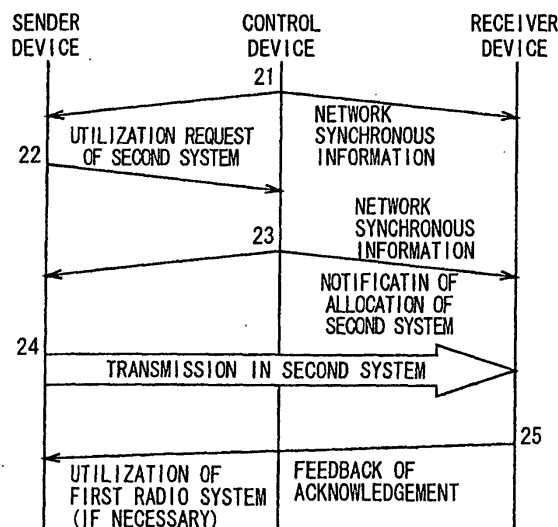 SENDER
DEVICE
CONTROL
DEVICE
RECEIVER
DEVICE
21
NETWORK
SYNCHRONOUS
INFORMATION
UTILIZATION REQUEST
OF SECOND SYSTEM
22
NETWORK
SYNCHRONOUS
INFORMATION
23
NOTIFICATIN OF
ALLOCATION OF
SECOND SYSTEM
24
TRANSMISSION IN SECOND SYSTEM
25
UTILIZATION OF
FIRST RADIO SYSTEM
(IF NECESSARY)
FEEDBACK OF
ACKNOWLEDGEMENT